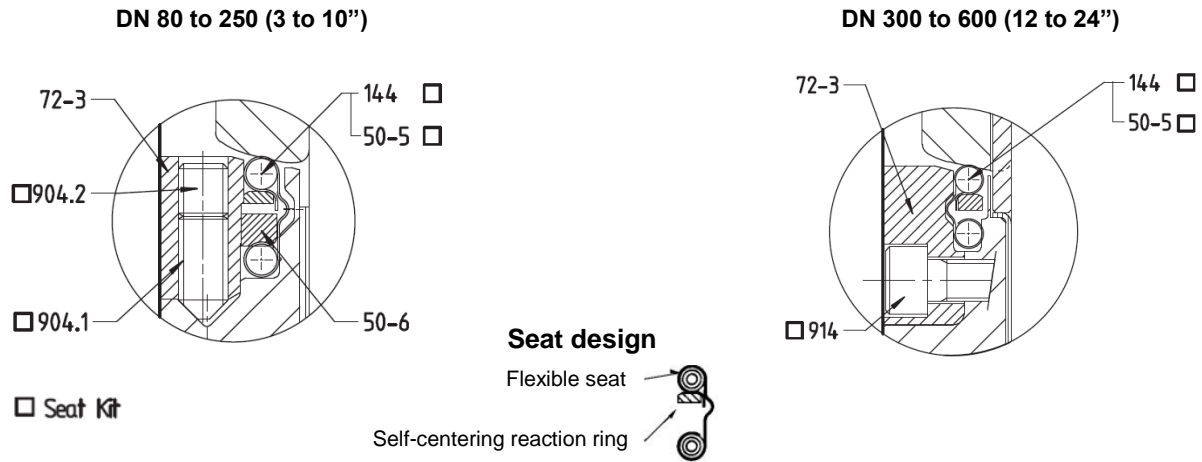 DN 80 to 250 (3 to 10”)
DN 300 to 600 (12 to 24”)
72-3
144 □
50-5 □
□904.2
□904.1
50-6
□ Seat Kit
72-3
144 □
50-5 □
□914
Seat design
Flexible seat
Self-centering reaction ring